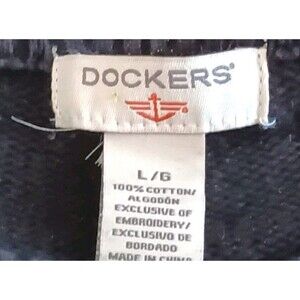 DOCKERS®
L/G
100% COTTON/
ALGODÓN
EXCLUSIVE OF
EMBROIDERY/
EXCLUSIVO DE
BORDADO
MADE IN CHINA